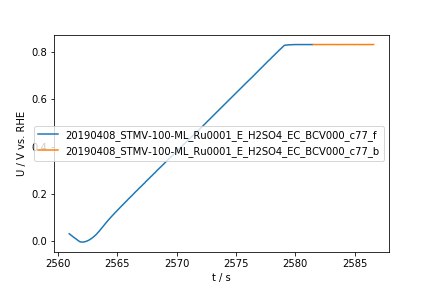 0.8
0.6
0.2
0.0
U / V vs. RHE
20190408_STMV-100-ML_Ru0001_E_H2SO4_EC_BCV000_c77_f
20190408_STMV-100-ML_Ru0001_E_H2SO4_EC_BCV000_c77_b
2560 2565 2570 2575 2580 2585
t / s